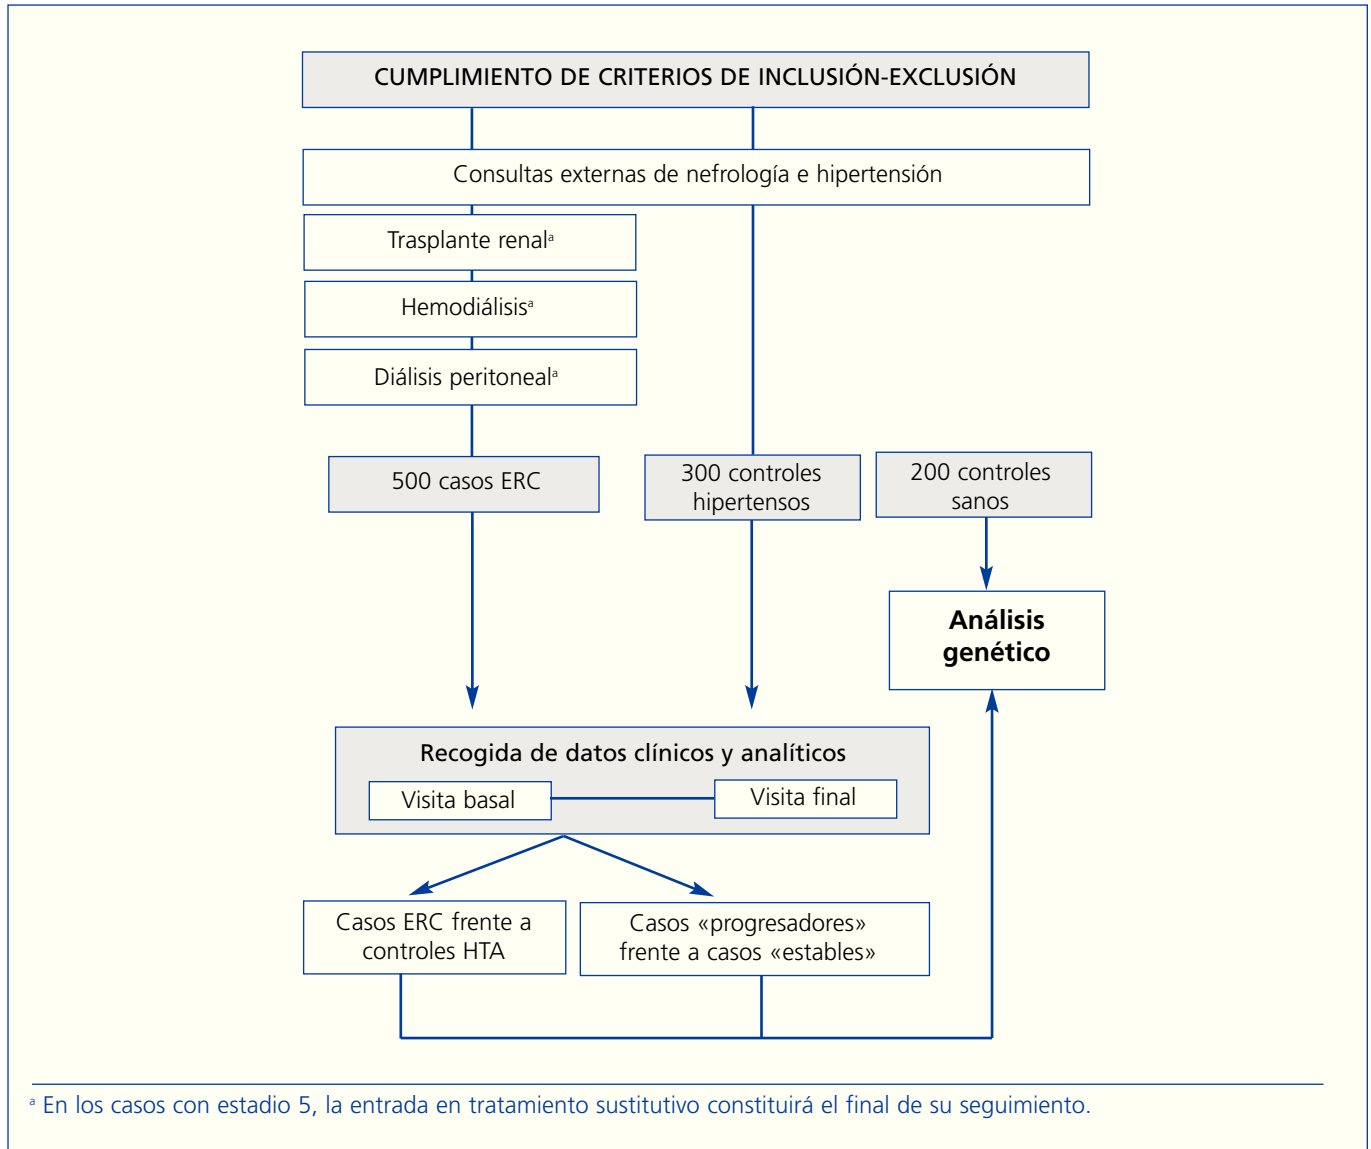 CUMPLIMIENTO DE CRITERIOS DE INCLUSIÓN-EXCLUSIÓN
Consultas externas de nefrología e hipertensión
Trasplante renalª
Hemodiálisisª
Diálisis peritonealª
500 casos ERC
300 controles
hipertensos
200 controles
sanos
Análisis
genético
Recogida de datos clínicos y analíticos
Visita basal
Visita final
Casos ERC frente a
controles HTA
Casos «progresadores»
frente a casos «estables»
ª En los casos con estadio 5, la entrada en tratamiento sustitutivo constituirá el final de su seguimiento.